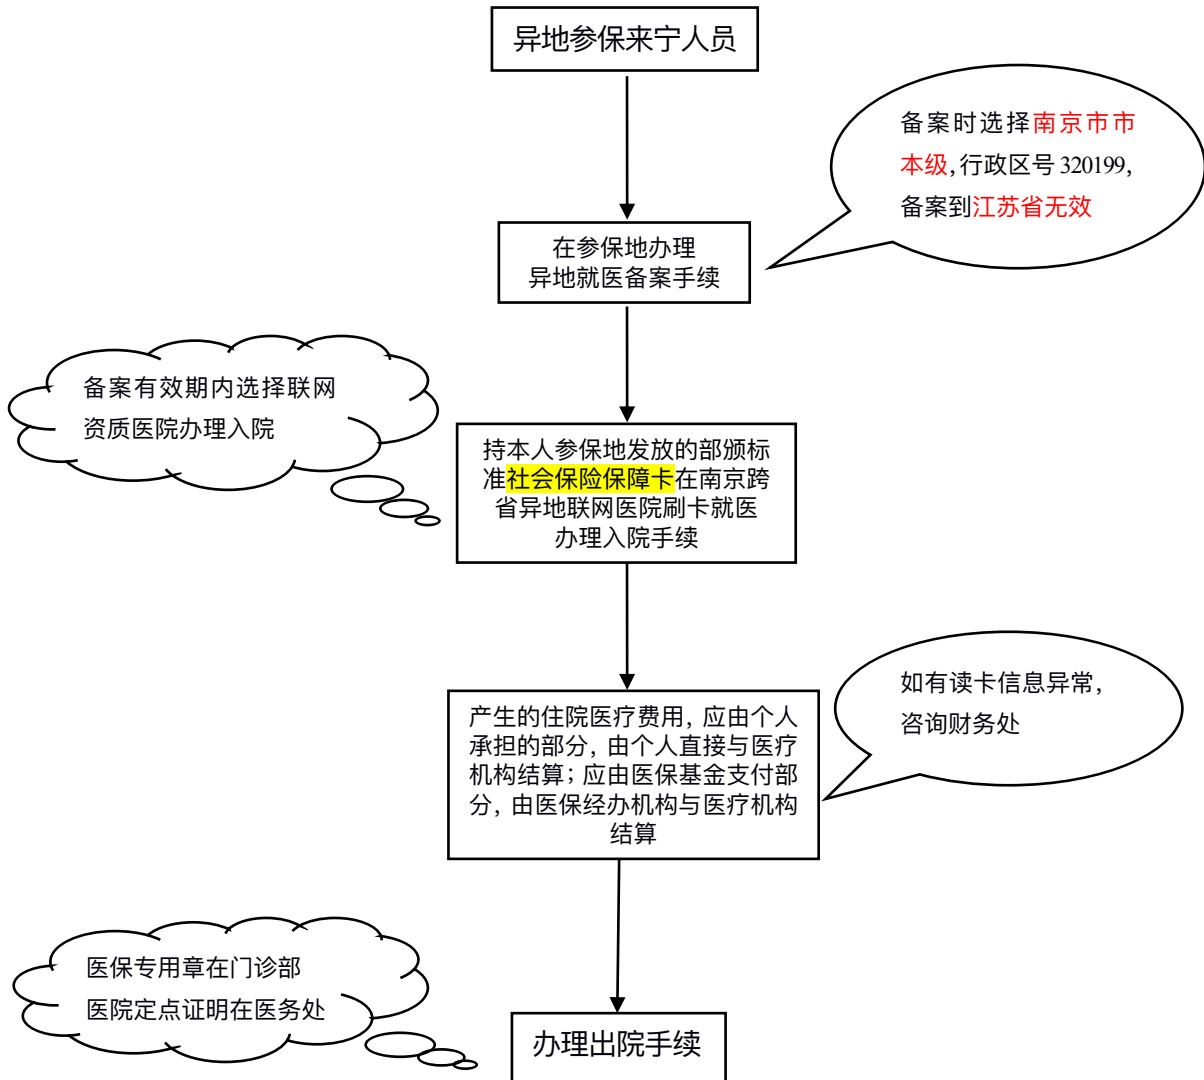 异地参保来宁人员
备案时选择南京市市
本级，行政区号 320199，
备案到江苏省无效
在参保地办理
异地就医备案手续
备案有效期内选择联网
资质医院办理入院
持本人参保地发放的部颁标
准社会保险保障卡在南京跨
省异地联网医院刷卡就医
办理入院手续
产生的住院医疗费用，应由个人
承担的部分，由个人直接与医疗
机构结算；应由医保基金支付部
分，由医保经办机构与医疗机构
结算
如有读卡信息异常，
咨询财务处
医保专用章在门诊部
医院定点证明在医务处
办理出院手续